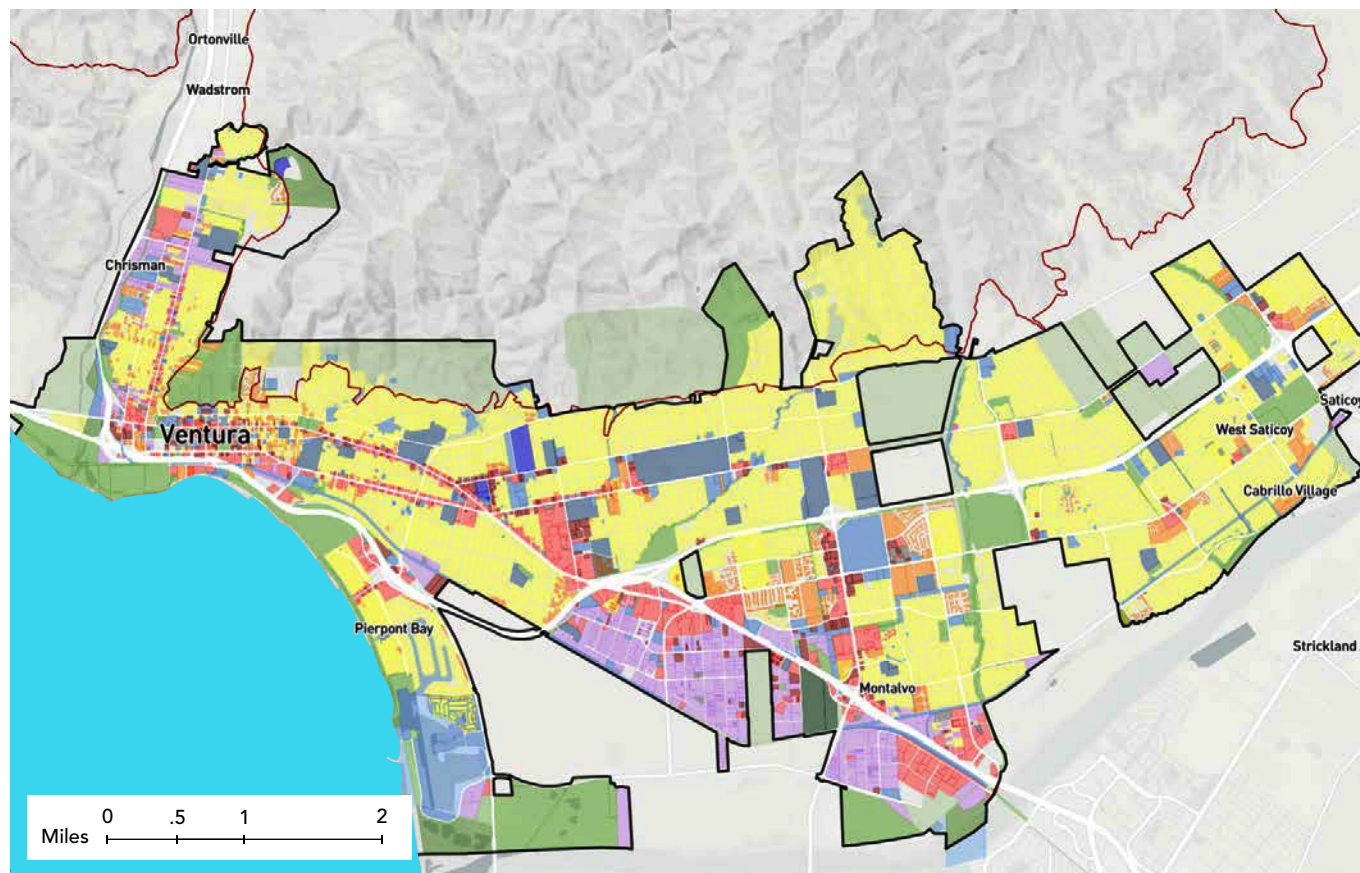 Ortonville
Wadstrom
Chrisman
Ventura
Saticoy
West Saticoy
Cabrillo Village
Pierpont Bay
Strickland
Montalvo
0 .5 1 2
Miles